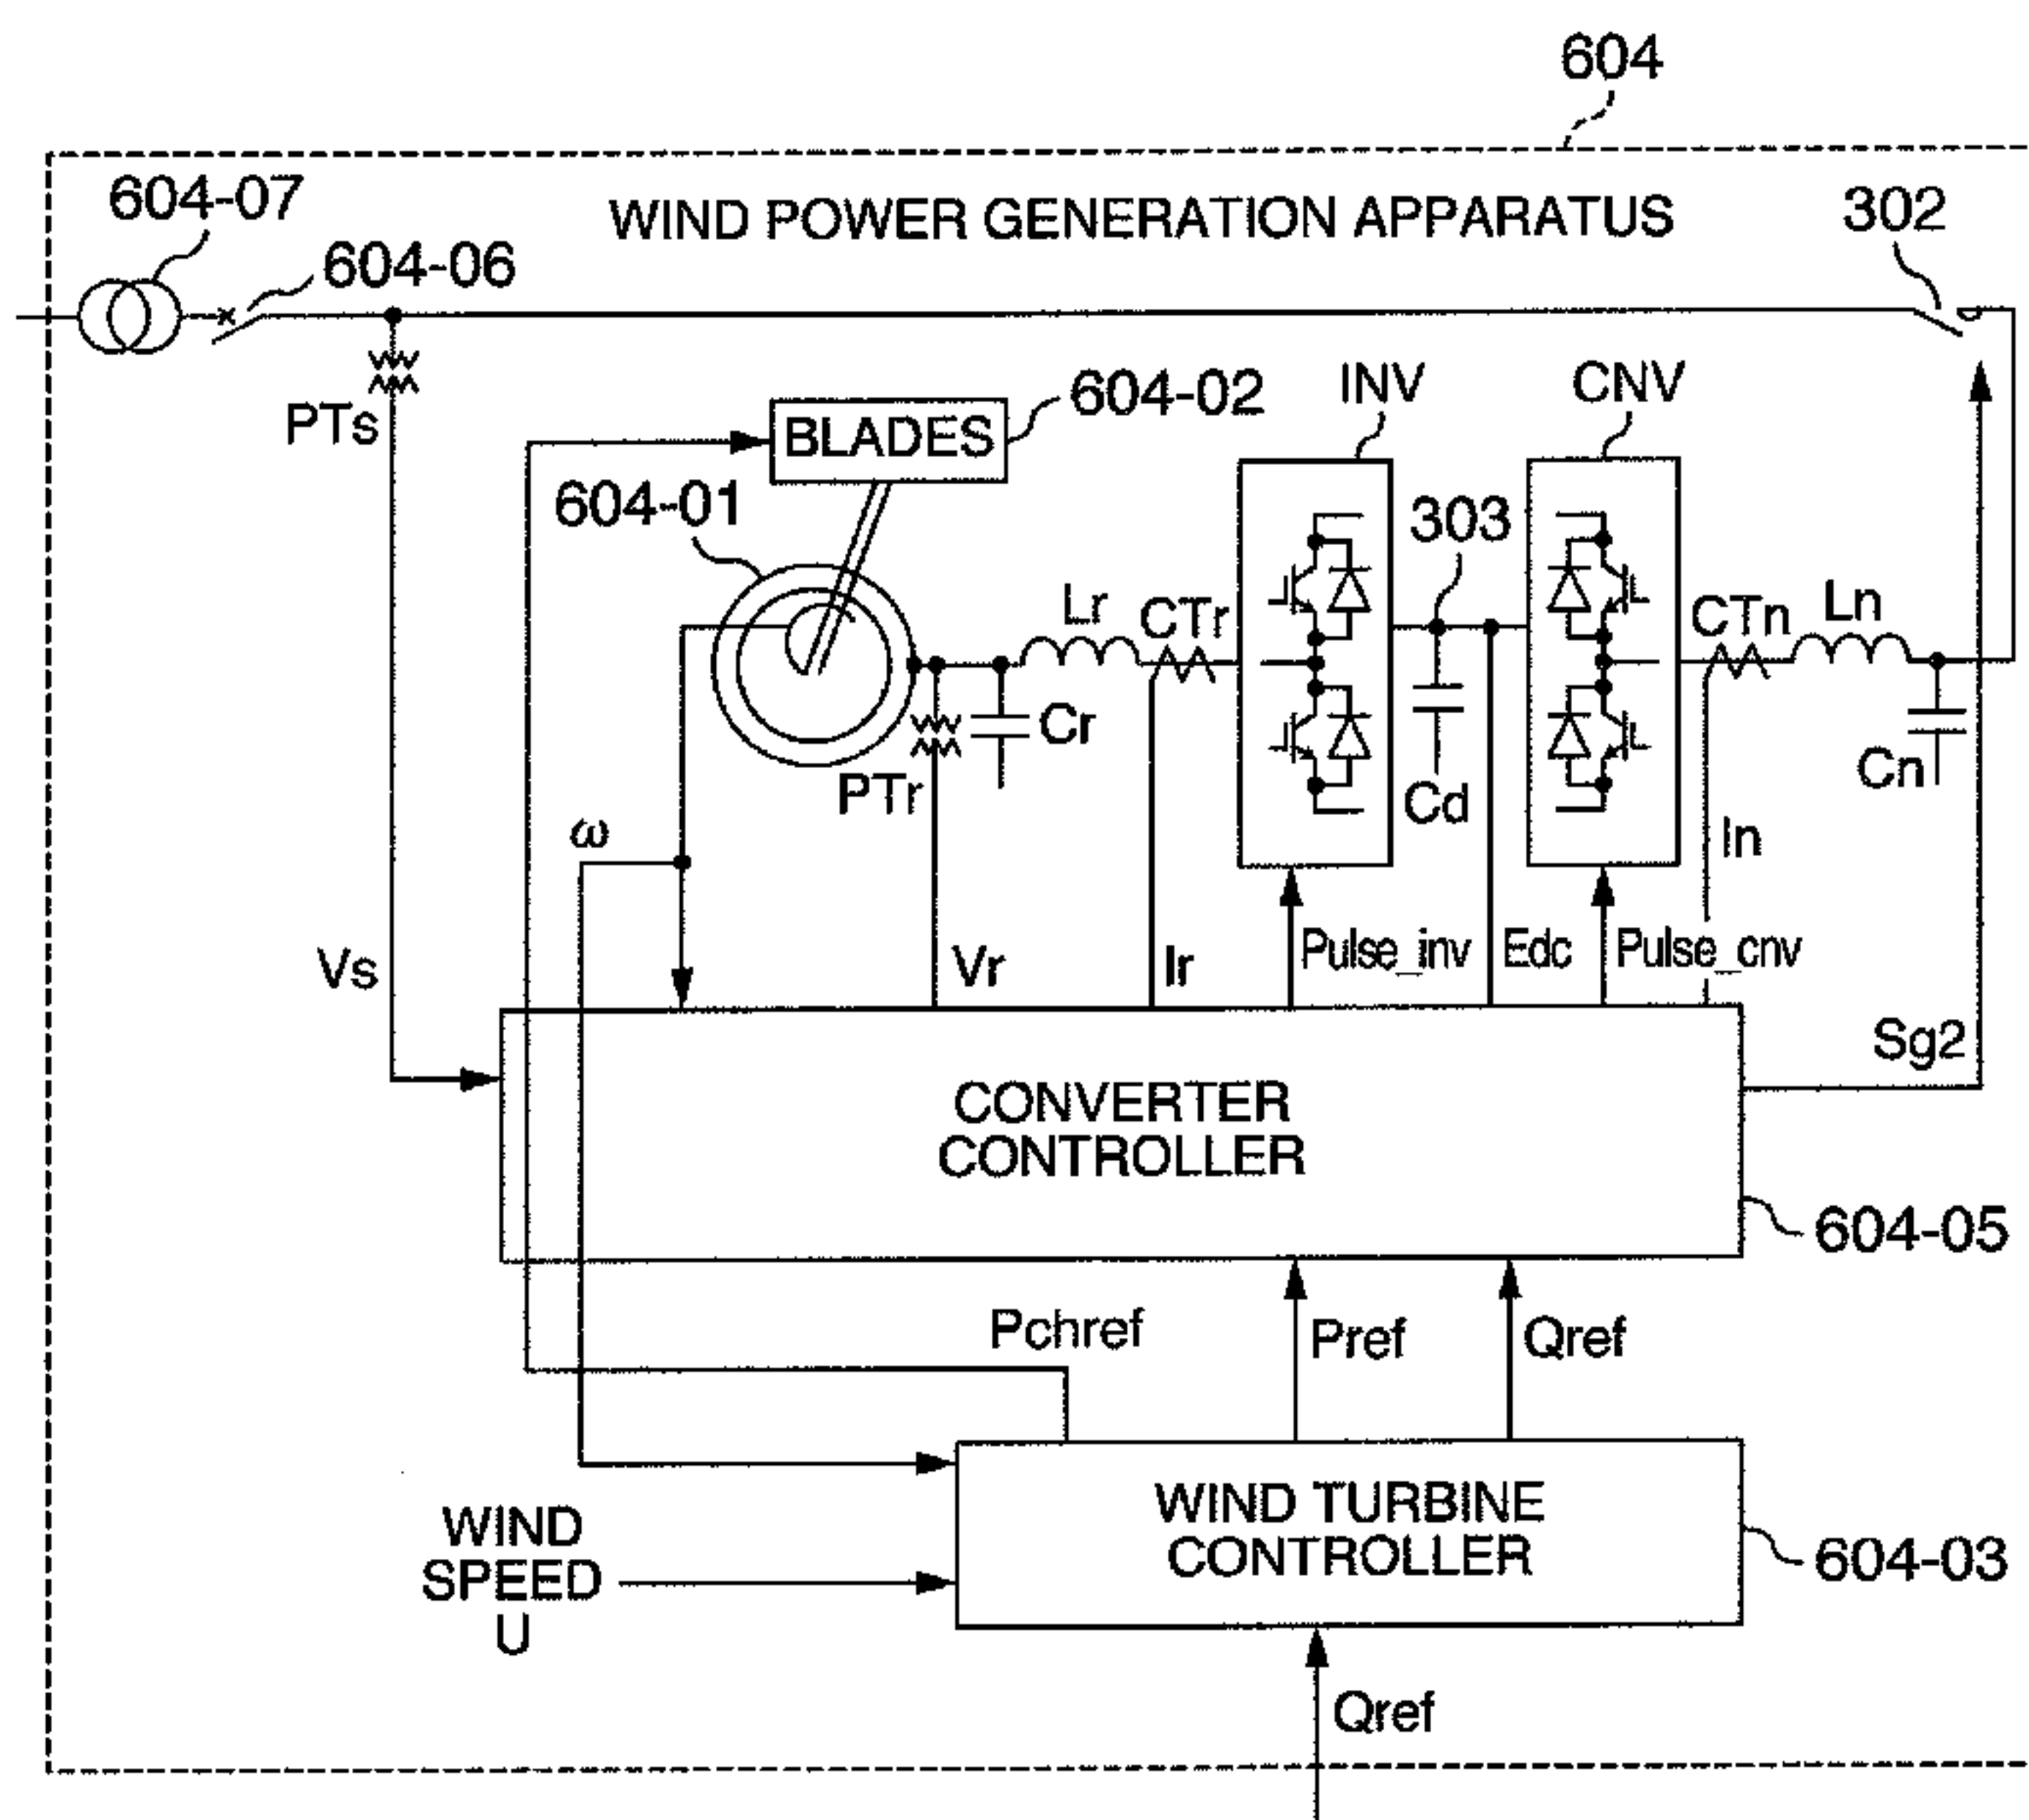 604
604-07
WIND POWER GENERATION APPARATUS
302
604-06
PTs
BLADES
604-02
INV
CNV
604-01
303
Lr
CTr
CTn
Ln
Cr
PTr
Cd
Cn
ω
In
Vs
Vr
Ir
Pulse_inv
Edc
Pulse_cnv
Sg2
CONVERTER
CONTROLLER
604-05
Pchref
Pref
Qref
WIND TURBINE
CONTROLLER
604-03
WIND
SPEED
U
Qref